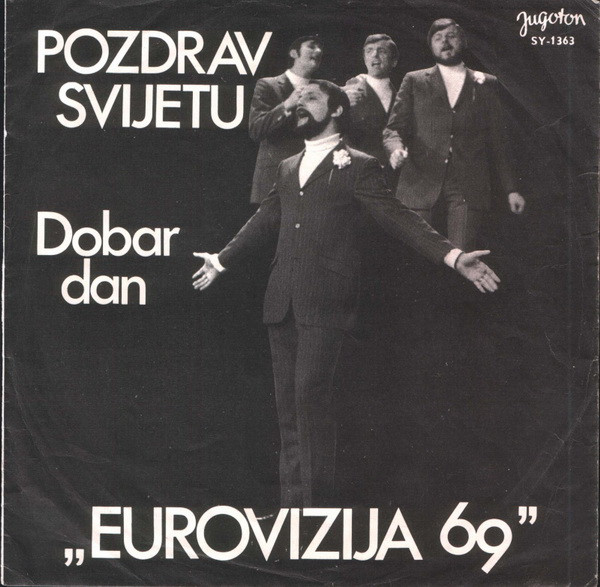 Jugoton
SY-1363
POZDRAV
SVIJETU
Dobar
dan
„EUROVIZIJA 69”